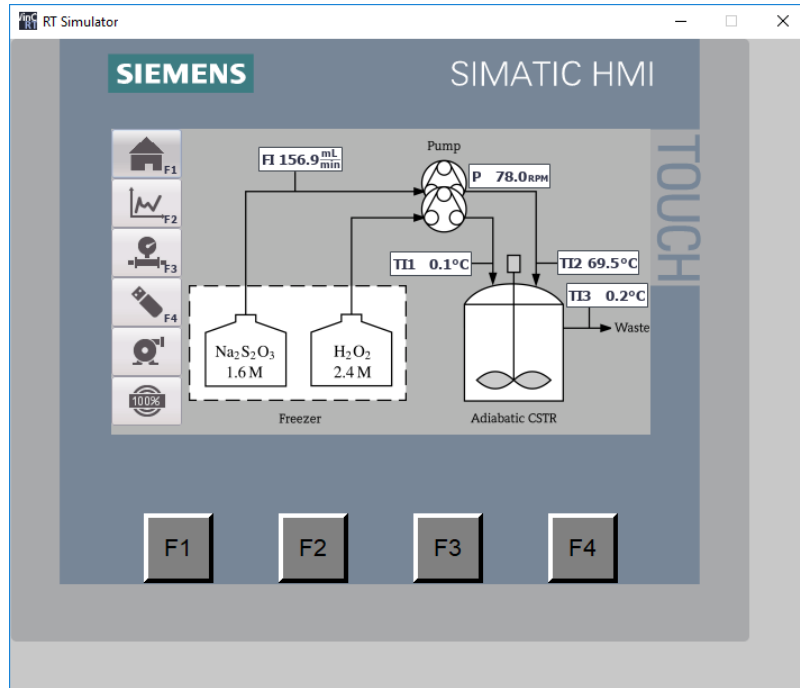 RT Simulator
SIEMENS
SIMATIC HMI
TOUCH
F1
F2
F3
F4
100%
FI 156.9 mL/min
Pump
P 78.0 RPM
TI1 0.1°C
TI2 69.5°C
TI3 0.2°C
Waste
Na₂S₂O₃
1.6 M
H₂O₂
2.4 M
Freezer
Adiabatic CSTR
F1
F2
F3
F4